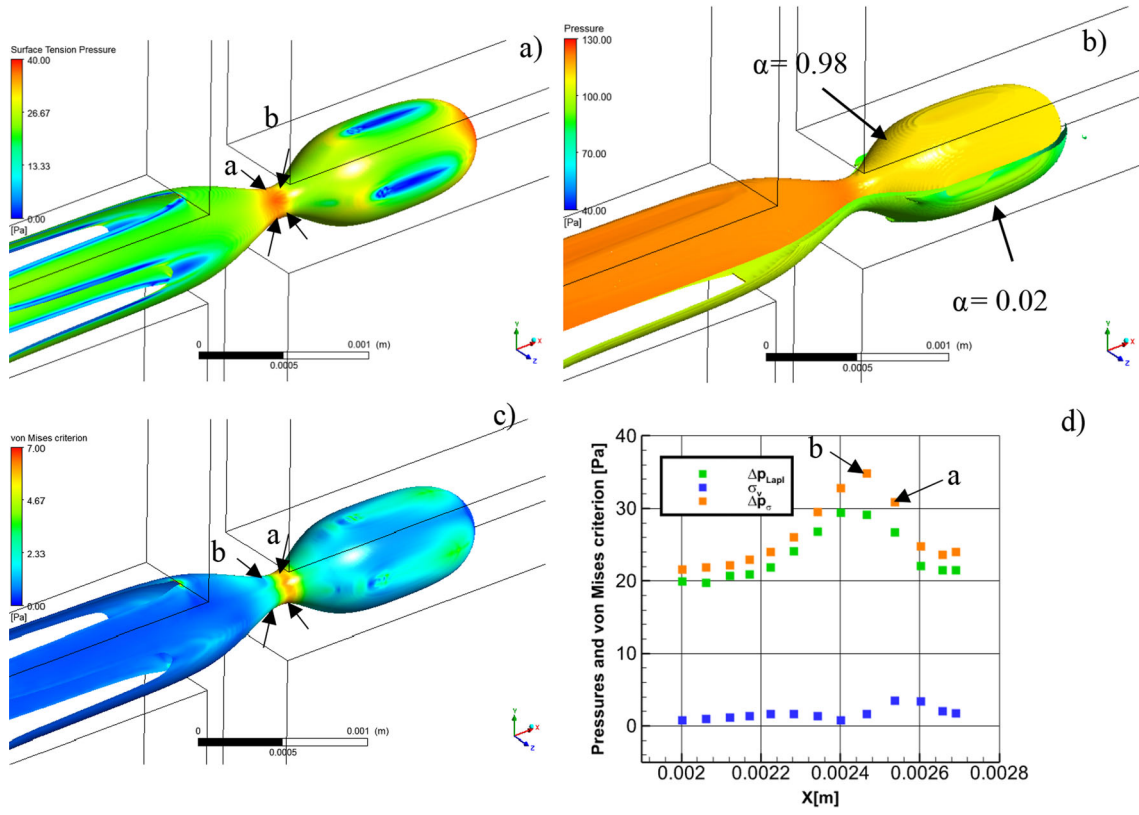 a)
Surface Tension Pressure
40.00
26.67
13.33
0.00
[Pa]
b
a
0 0.001 (m)
0.0005
Y
X
Z
b)
Pressure
130.00
100.00
70.00
40.00
[Pa]
α= 0.98
α= 0.02
0 0.001 (m)
0.0005
Y
X
Z
c)
von Mises criterion
7.00
4.67
2.33
0.00
[Pa]
b
a
0 0.001 (m)
0.0005
Y
X
Z
d)
Pressures and von Mises criterion [Pa]
40
30
20
10
0
Δp_Lapl
σ_v
Δp_σ
b
a
0.002 0.0022 0.0024 0.0026 0.0028
X[m]